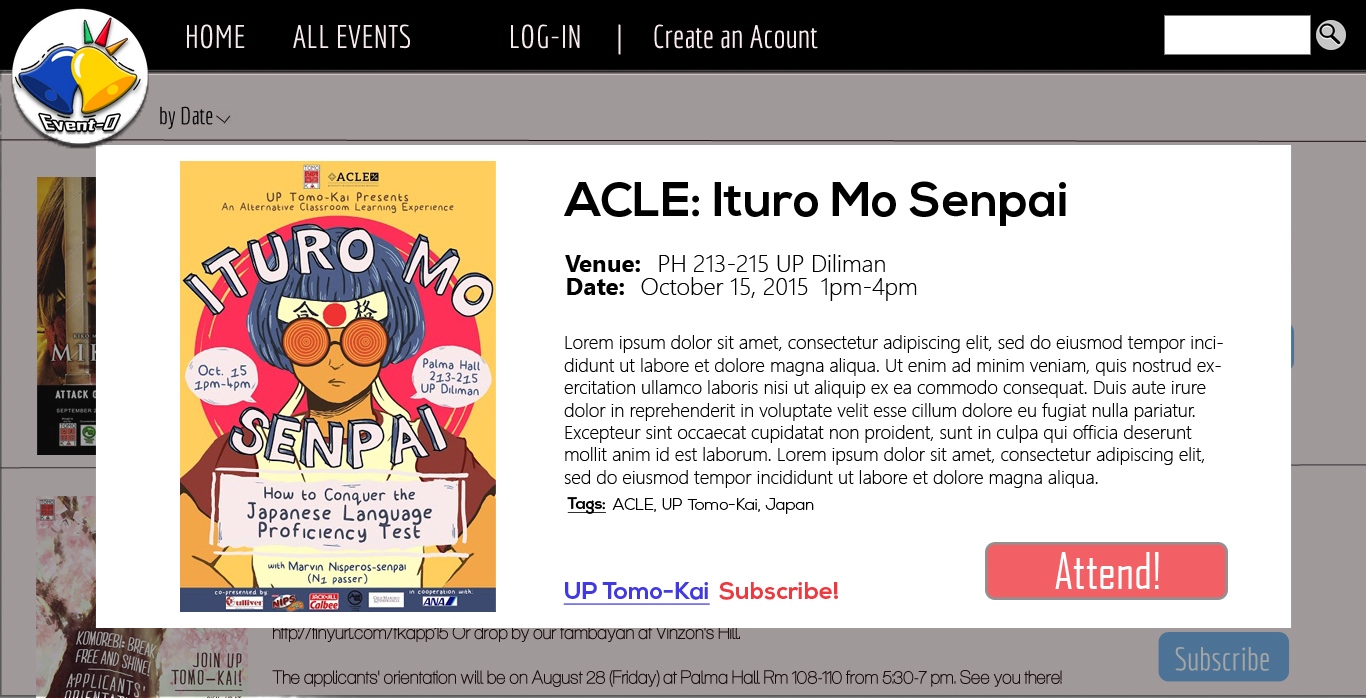 HOME ALL EVENTS LOG-IN | Create an Acount
Event-O
by Date
ACLE
UP Tomo-Kai Presents
An Alternative Classroom Learning Experience
ITURO MO
合格
Oct. 15
1pm-4pm
Palma Hall
213-215
UP Diliman
SENPAI
How to Conquer the
Japanese Language
Proficiency Test
with Marvin Nisperos-senpai
(N1 passer)
co-presented by
in cooperation with:
Gulliver
NIPS
JACK 'n JILL
Calbee
ANA
ACLE: Ituro Mo Senpai
Venue: PH 213-215 UP Diliman
Date: October 15, 2015 1pm-4pm
Lorem ipsum dolor sit amet, consectetur adipiscing elit, sed do eiusmod tempor inci-
didunt ut labore et dolore magna aliqua. Ut enim ad minim veniam, quis nostrud ex-
ercitation ullamco laboris nisi ut aliquip ex ea commodo consequat. Duis aute irure
dolor in reprehenderit in voluptate velit esse cillum dolore eu fugiat nulla pariatur.
Excepteur sint occaecat cupidatat non proident, sunt in culpa qui officia deserunt
mollit anim id est laborum. Lorem ipsum dolor sit amet, consectetur adipiscing elit,
sed do eiusmod tempor incididunt ut labore et dolore magna aliqua.
Tags: ACLE, UP Tomo-Kai, Japan
UP Tomo-Kai Subscribe!
Attend!
ATTACK
SEPTEMBER
KOMOREBI: BREAK
FREE AND SHINE!
APPLICANTS'
JOIN UP
TOMO-KAI!
http://tinyurl.com/tkapp15 Or drop by our tambayan at Vinzon's Hill.
The applicants' orientation will be on August 28 (Friday) at Palma Hall Rm 108-110 from 5:30-7 pm. See you there!
Subscribe